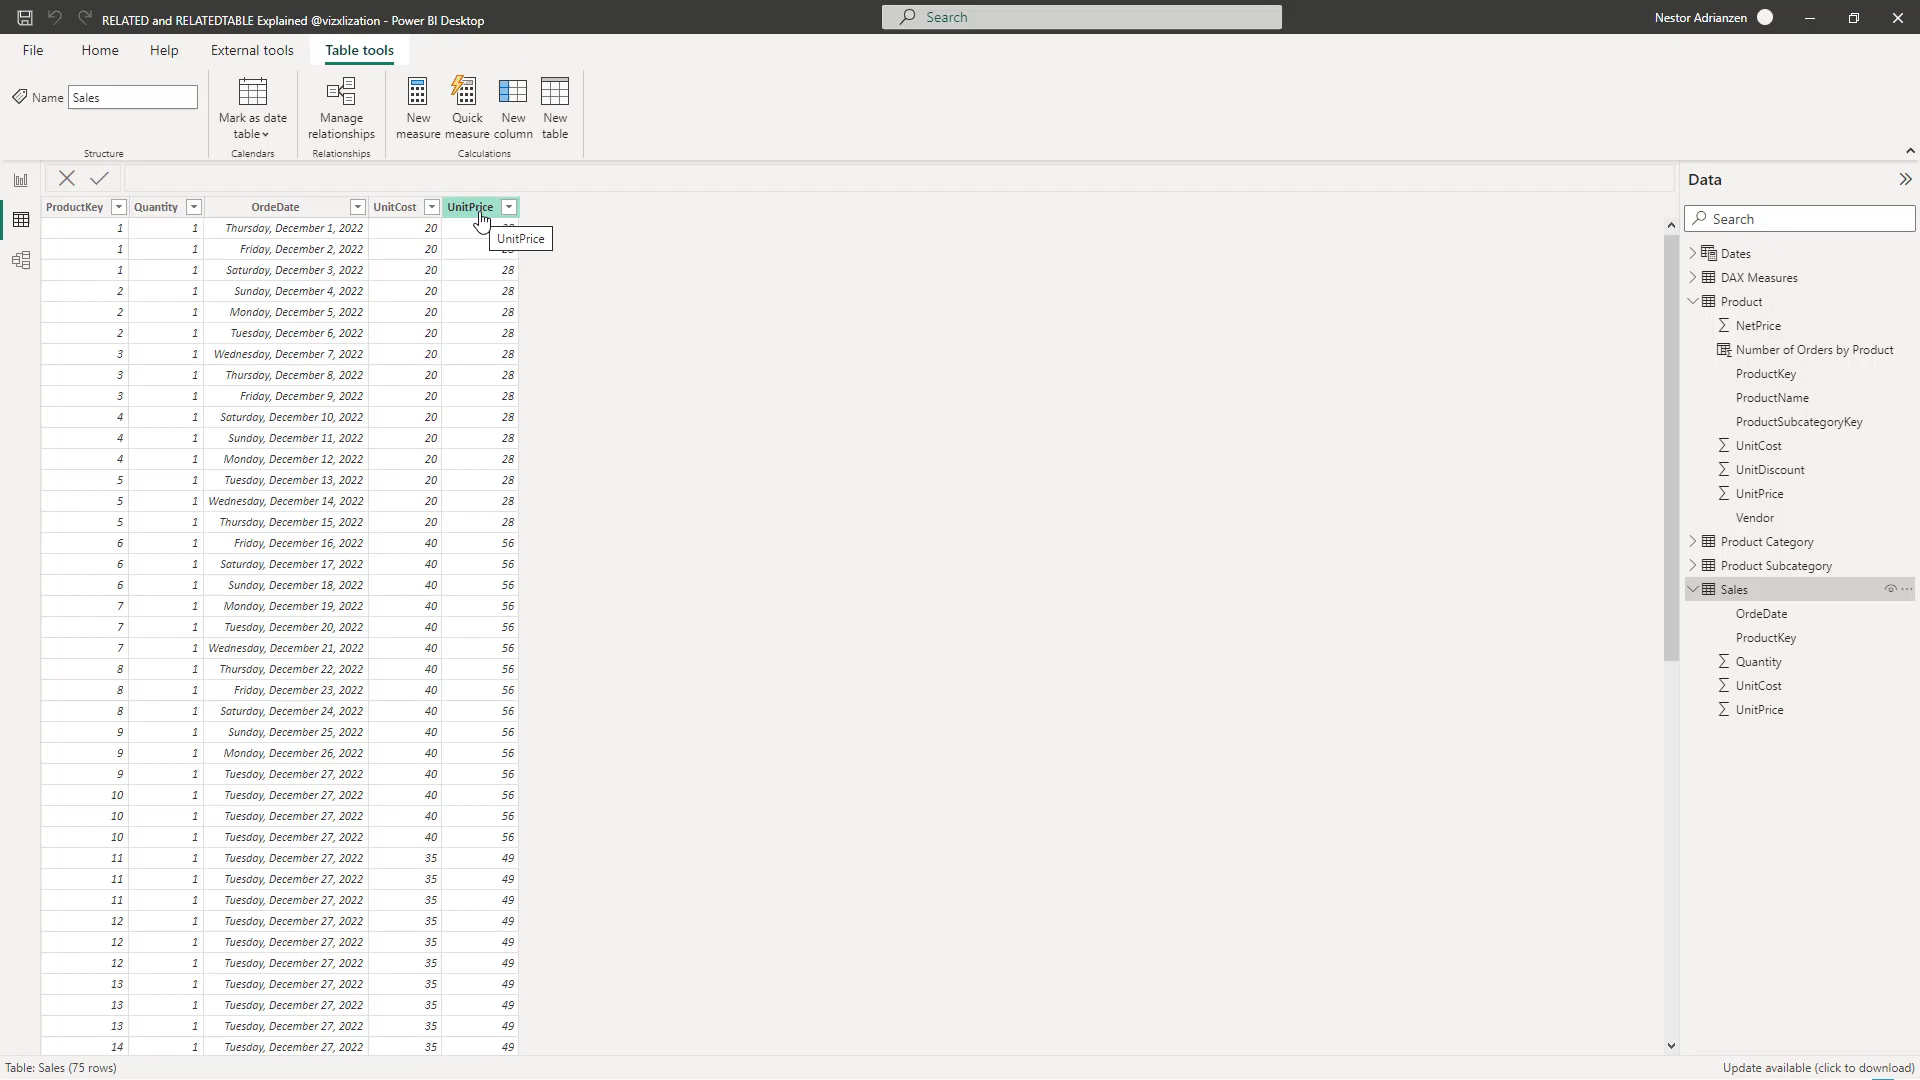 RELATED and RELATEDTABLE Explained @vizxlization - Power BI Desktop
Search
Nestor Adrianzen
File Home Help External tools Table tools
Name Sales
Mark as date table
Manage relationships
New measure
Quick measure
New column
New table
Structure Calendars Relationships Calculations
ProductKey Quantity OrdeDate UnitCost UnitPrice
UnitPrice
1 1 Thursday, December 1, 2022 20
1 1 Friday, December 2, 2022 20
1 1 Saturday, December 3, 2022 20 28
2 1 Sunday, December 4, 2022 20 28
2 1 Monday, December 5, 2022 20 28
2 1 Tuesday, December 6, 2022 20 28
3 1 Wednesday, December 7, 2022 20 28
3 1 Thursday, December 8, 2022 20 28
3 1 Friday, December 9, 2022 20 28
4 1 Saturday, December 10, 2022 20 28
4 1 Sunday, December 11, 2022 20 28
4 1 Monday, December 12, 2022 20 28
5 1 Tuesday, December 13, 2022 20 28
5 1 Wednesday, December 14, 2022 20 28
5 1 Thursday, December 15, 2022 20 28
6 1 Friday, December 16, 2022 40 56
6 1 Saturday, December 17, 2022 40 56
6 1 Sunday, December 18, 2022 40 56
7 1 Monday, December 19, 2022 40 56
7 1 Tuesday, December 20, 2022 40 56
7 1 Wednesday, December 21, 2022 40 56
8 1 Thursday, December 22, 2022 40 56
8 1 Friday, December 23, 2022 40 56
8 1 Saturday, December 24, 2022 40 56
9 1 Sunday, December 25, 2022 40 56
9 1 Monday, December 26, 2022 40 56
9 1 Tuesday, December 27, 2022 40 56
10 1 Tuesday, December 27, 2022 40 56
10 1 Tuesday, December 27, 2022 40 56
10 1 Tuesday, December 27, 2022 40 56
11 1 Tuesday, December 27, 2022 35 49
11 1 Tuesday, December 27, 2022 35 49
11 1 Tuesday, December 27, 2022 35 49
12 1 Tuesday, December 27, 2022 35 49
12 1 Tuesday, December 27, 2022 35 49
12 1 Tuesday, December 27, 2022 35 49
13 1 Tuesday, December 27, 2022 35 49
13 1 Tuesday, December 27, 2022 35 49
13 1 Tuesday, December 27, 2022 35 49
14 1 Tuesday, December 27, 2022 35 49
Data
Search
Dates
DAX Measures
Product
NetPrice
Number of Orders by Product
ProductKey
ProductName
ProductSubcategoryKey
UnitCost
UnitDiscount
UnitPrice
Vendor
Product Category
Product Subcategory
Sales
OrdeDate
ProductKey
Quantity
UnitCost
UnitPrice
Table: Sales (75 rows)
Update available (click to download)